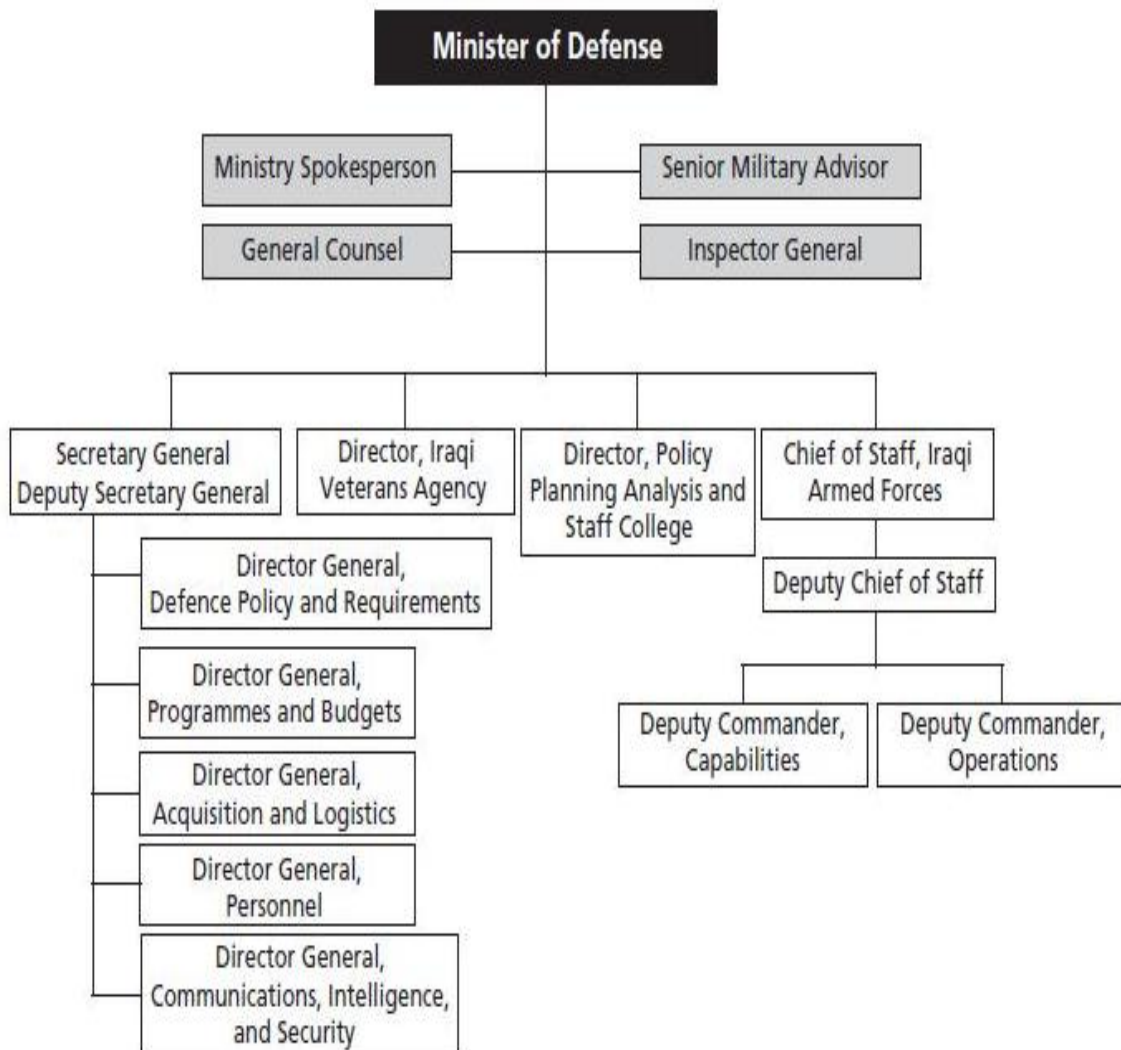 Minister of Defense
Ministry Spokesperson
Senior Military Advisor
General Counsel
Inspector General
Secretary General
Deputy Secretary General
Director, Iraqi
Veterans Agency
Director, Policy
Planning Analysis and
Staff College
Chief of Staff, Iraqi
Armed Forces
Deputy Chief of Staff
Director General,
Defence Policy and Requirements
Director General,
Programmes and Budgets
Director General,
Acquisition and Logistics
Director General,
Personnel
Director General,
Communications, Intelligence,
and Security
Deputy Commander,
Capabilities
Deputy Commander,
Operations